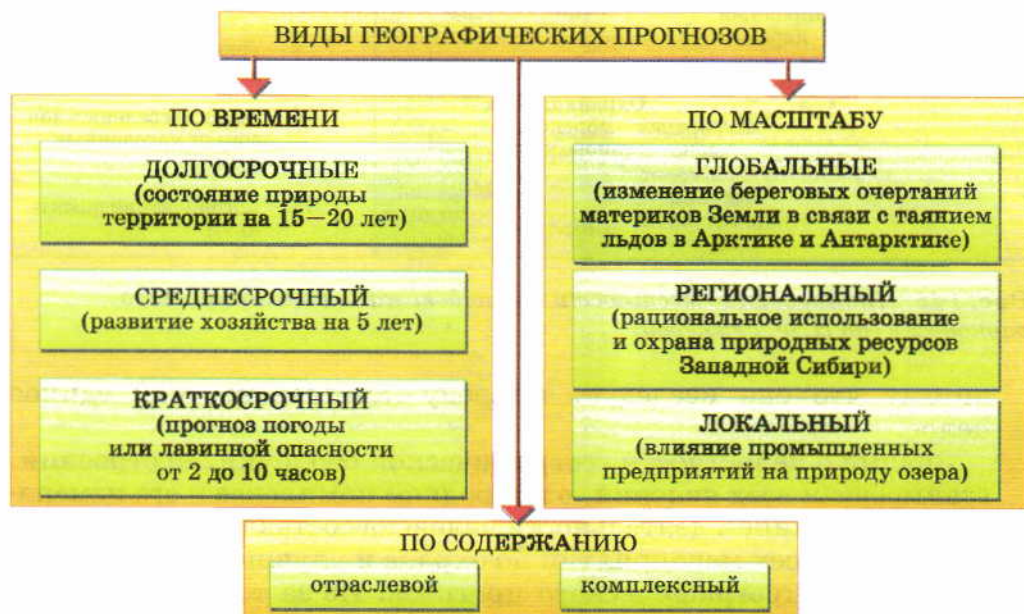 ВИДЫ ГЕОГРАФИЧЕСКИХ ПРОГНОЗОВ
ПО ВРЕМЕНИ
ДОЛГОСРОЧНЫЕ
(состояние природы
территории на 15—20 лет)
СРЕДНЕСРОЧНЫЙ
(развитие хозяйства на 5 лет)
КРАТКОСРОЧНЫЙ
(прогноз погоды
или лавинной опасности
от 2 до 10 часов)
ПО МАСШТАБУ
ГЛОБАЛЬНЫЕ
(изменение береговых очертаний
материков Земли в связи с таянием
льдов в Арктике и Антарктике)
РЕГИОНАЛЬНЫЙ
(рациональное использование
и охрана природных ресурсов
Западной Сибири)
ЛОКАЛЬНЫЙ
(влияние промышленных
предприятий на природу озера)
ПО СОДЕРЖАНИЮ
отраслевой
комплексный